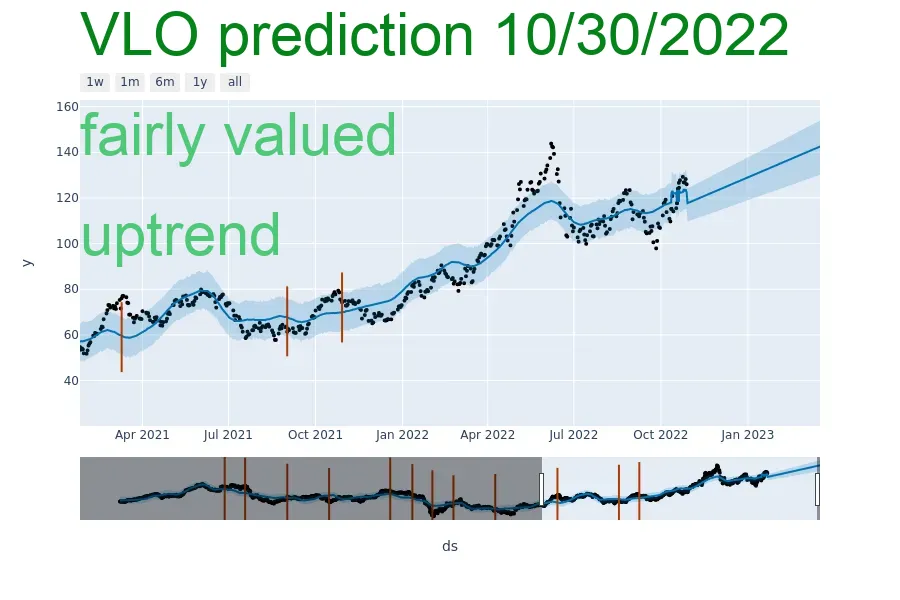 VLO prediction 10/30/2022
1w 1m 6m 1y all
160
fairly valued
140
120
uptrend
100
y
80
60
40
Apr 2021 Jul 2021 Oct 2021 Jan 2022 Apr 2022 Jul 2022 Oct 2022 Jan 2023
ds